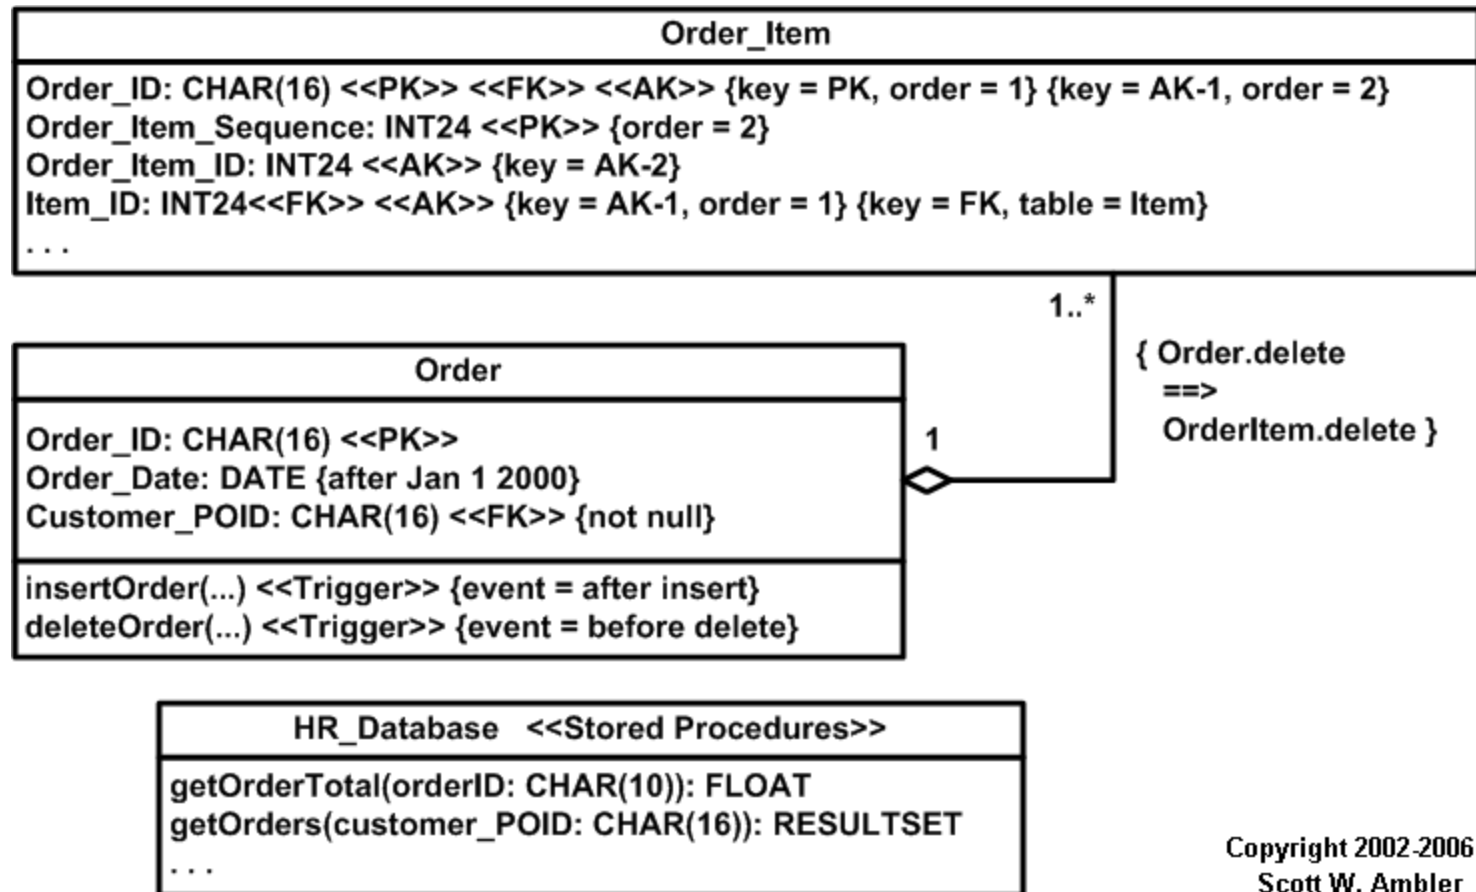 Order_Item
Order_ID: CHAR(16) <<PK>> <<FK>> <<AK>> {key = PK, order = 1} {key = AK-1, order = 2}
Order_Item_Sequence: INT24 <<PK>> {order = 2}
Order_Item_ID: INT24 <<AK>> {key = AK-2}
Item_ID: INT24<<FK>> <<AK>> {key = AK-1, order = 1} {key = FK, table = Item}
. . .
1..*
{ Order.delete
==>
OrderItem.delete }
Order
Order_ID: CHAR(16) <<PK>>
Order_Date: DATE {after Jan 1 2000}
Customer_POID: CHAR(16) <<FK>> {not null}
1
insertOrder(...) <<Trigger>> {event = after insert}
deleteOrder(...) <<Trigger>> {event = before delete}
HR_Database <<Stored Procedures>>
getOrderTotal(orderID: CHAR(10)): FLOAT
getOrders(customer_POID: CHAR(16)): RESULTSET
. . .
Copyright 2002-2006
Scott W. Ambler